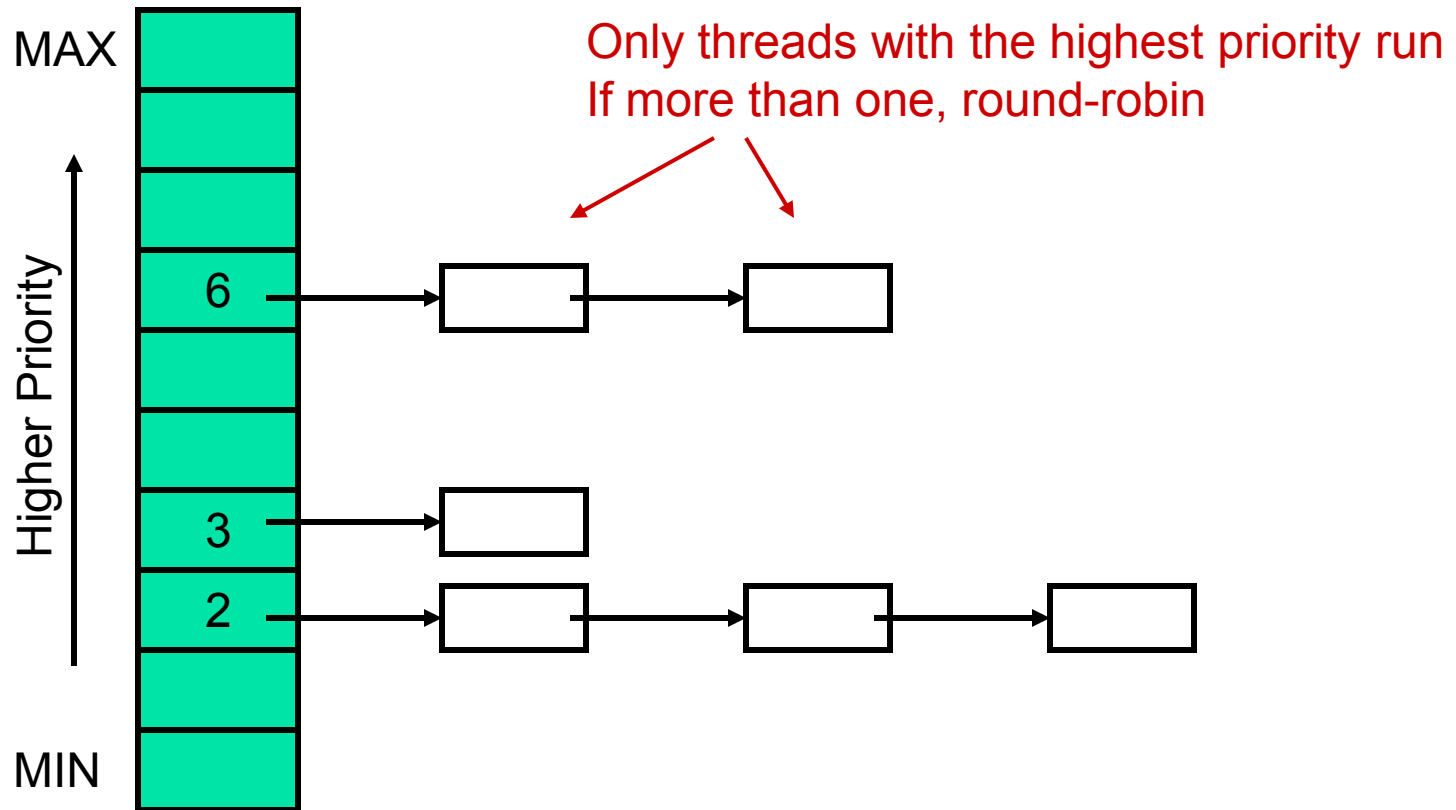 MAX
Only threads with the highest priority run
If more than one, round-robin
Higher Priority
6
3
2
MIN